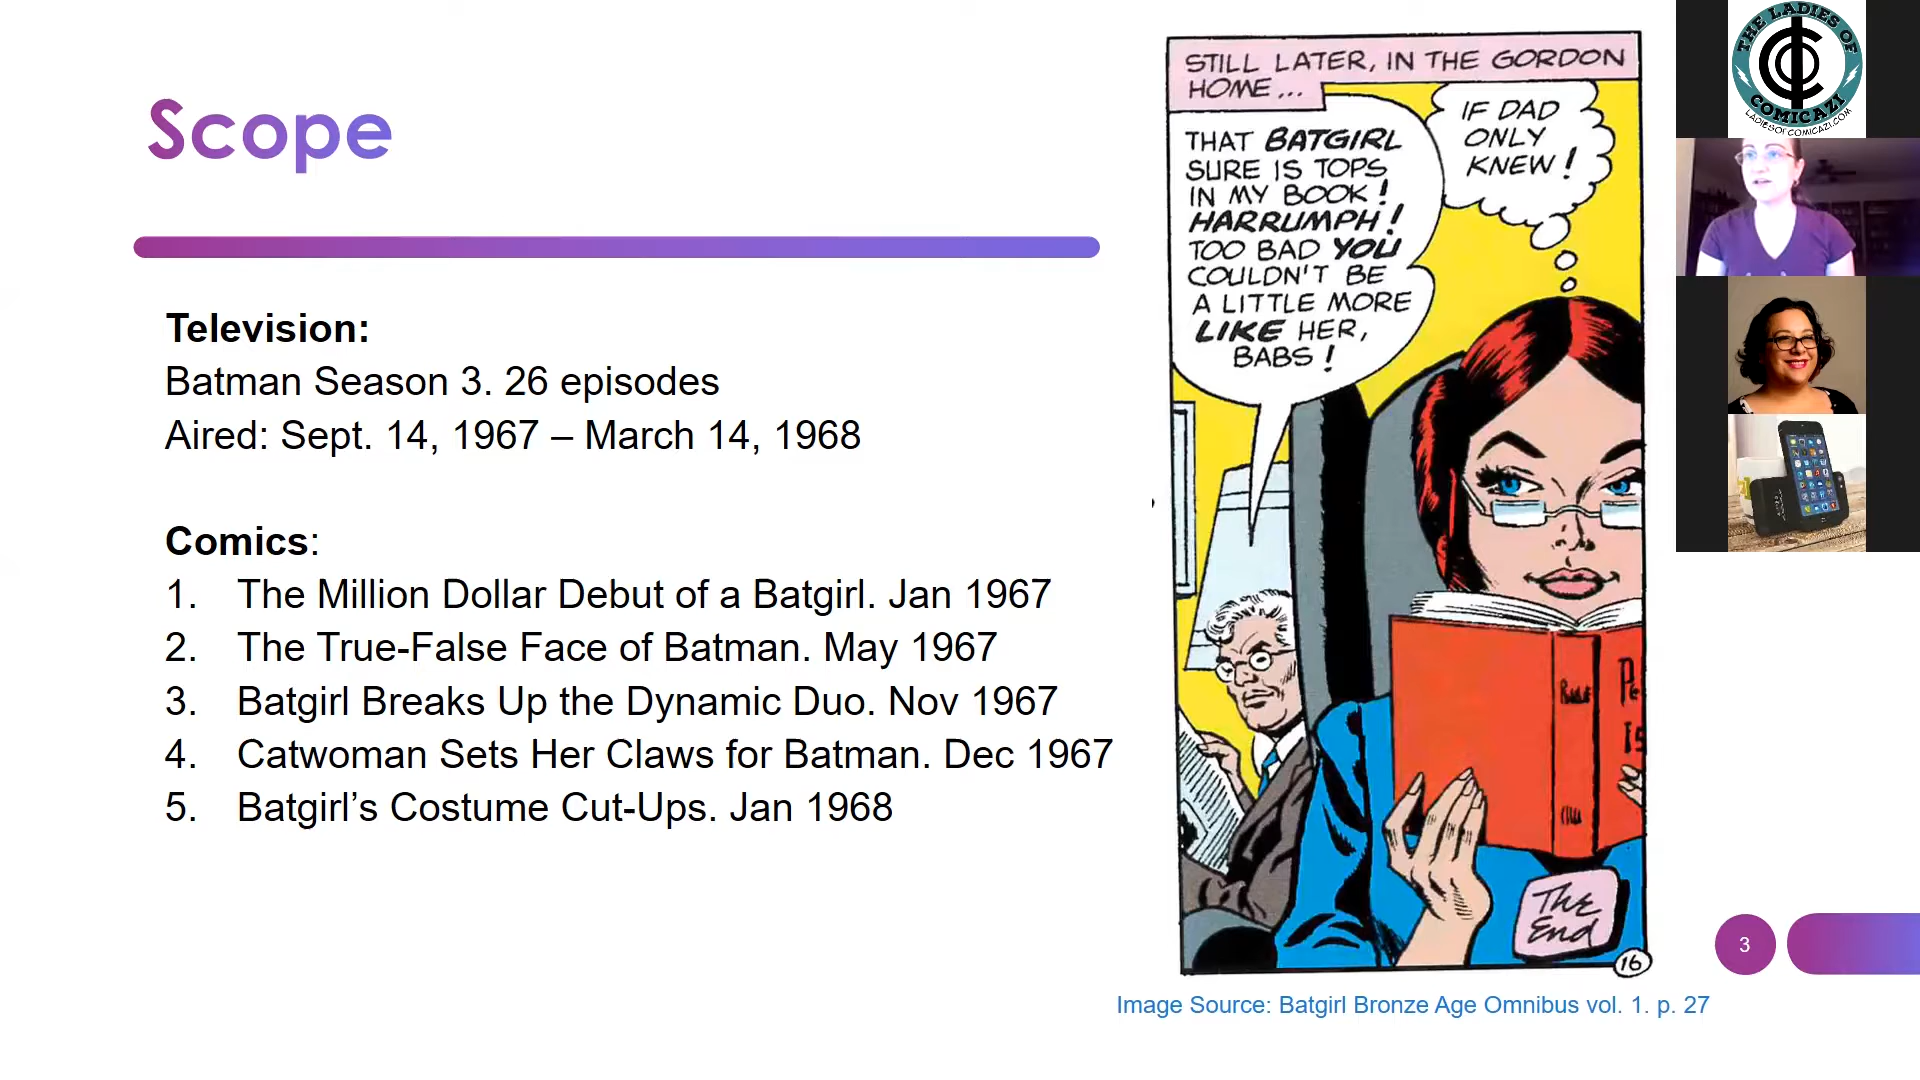 Scope
Television:
Batman Season 3. 26 episodes
Aired: Sept. 14, 1967 – March 14, 1968
Comics:
1. The Million Dollar Debut of a Batgirl. Jan 1967
2. The True-False Face of Batman. May 1967
3. Batgirl Breaks Up the Dynamic Duo. Nov 1967
4. Catwoman Sets Her Claws for Batman. Dec 1967
5. Batgirl’s Costume Cut-Ups. Jan 1968
STILL LATER, IN THE GORDON
HOME...
THAT BATGIRL
SURE IS TOPS
IN MY BOOK!
HARRUMPH!
TOO BAD YOU
COULDN'T BE
A LITTLE MORE
LIKE HER,
BABS!
IF DAD
ONLY
KNEW!
The
End
16
Image Source: Batgirl Bronze Age Omnibus vol. 1. p. 27
3
THE LADIES OF
COMICAZI
LADIESOFCOMICAZI.COM